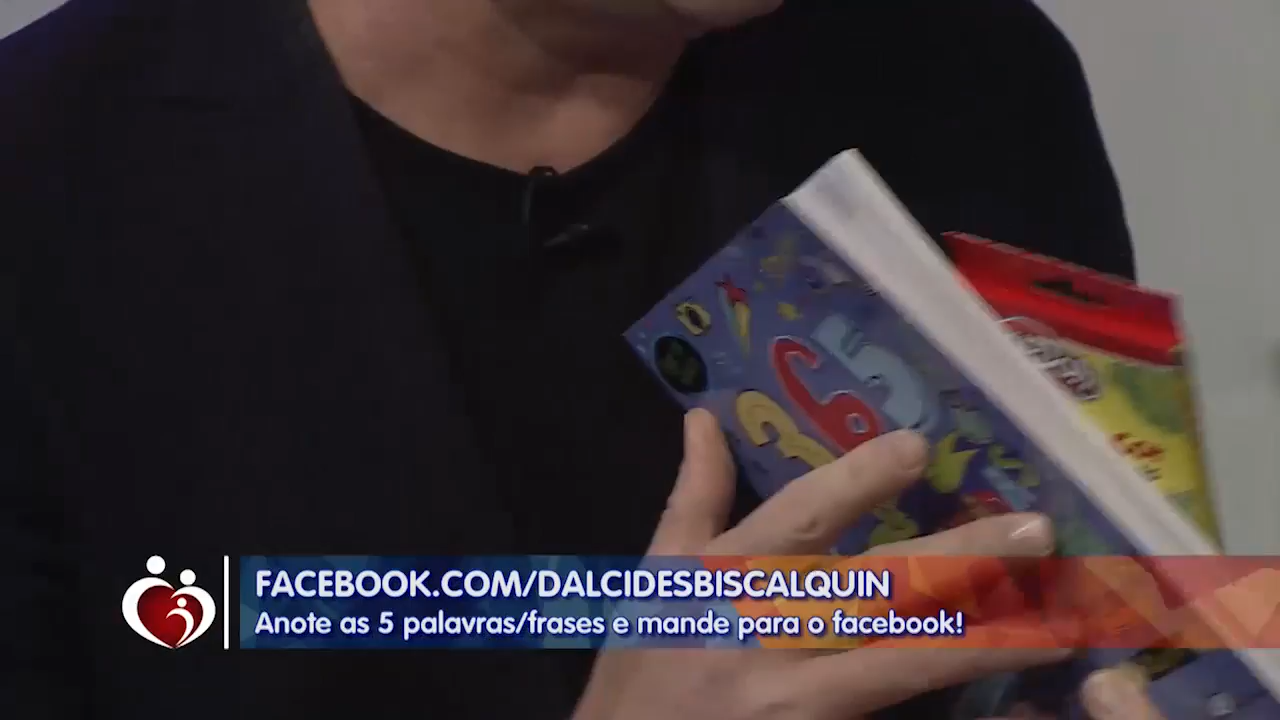 365
FACEBOOK.COM/DALCIDESBISCALQUIN
Anote as 5 palavras/frases e mande para o facebook!